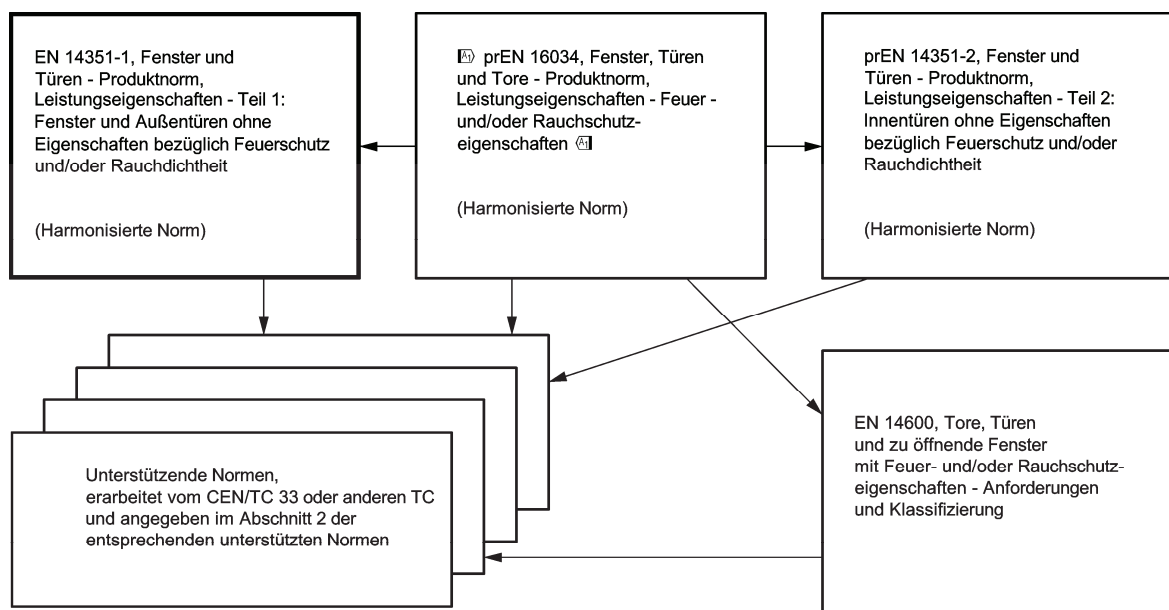 EN 14351-1, Fenster und
Türen - Produktnorm,
Leistungseigenschaften - Teil 1:
Fenster und Außentüren ohne
Eigenschaften bezüglich Feuerschutz
und/oder Rauchdichtheit
(Harmonisierte Norm)
A1 prEN 16034, Fenster, Türen
und Tore - Produktnorm,
Leistungseigenschaften - Feuer -
und/oder Rauchschutz-
eigenschaften A1
(Harmonisierte Norm)
prEN 14351-2, Fenster und
Türen - Produktnorm,
Leistungseigenschaften - Teil 2:
Innentüren ohne Eigenschaften
bezüglich Feuerschutz und/oder
Rauchdichtheit
(Harmonisierte Norm)
Unterstützende Normen,
erarbeitet vom CEN/TC 33 oder anderen TC
und angegeben im Abschnitt 2 der
entsprechenden unterstützten Normen
EN 14600, Tore, Türen
und zu öffnende Fenster
mit Feuer- und/oder Rauchschutz-
eigenschaften - Anforderungen
und Klassifizierung